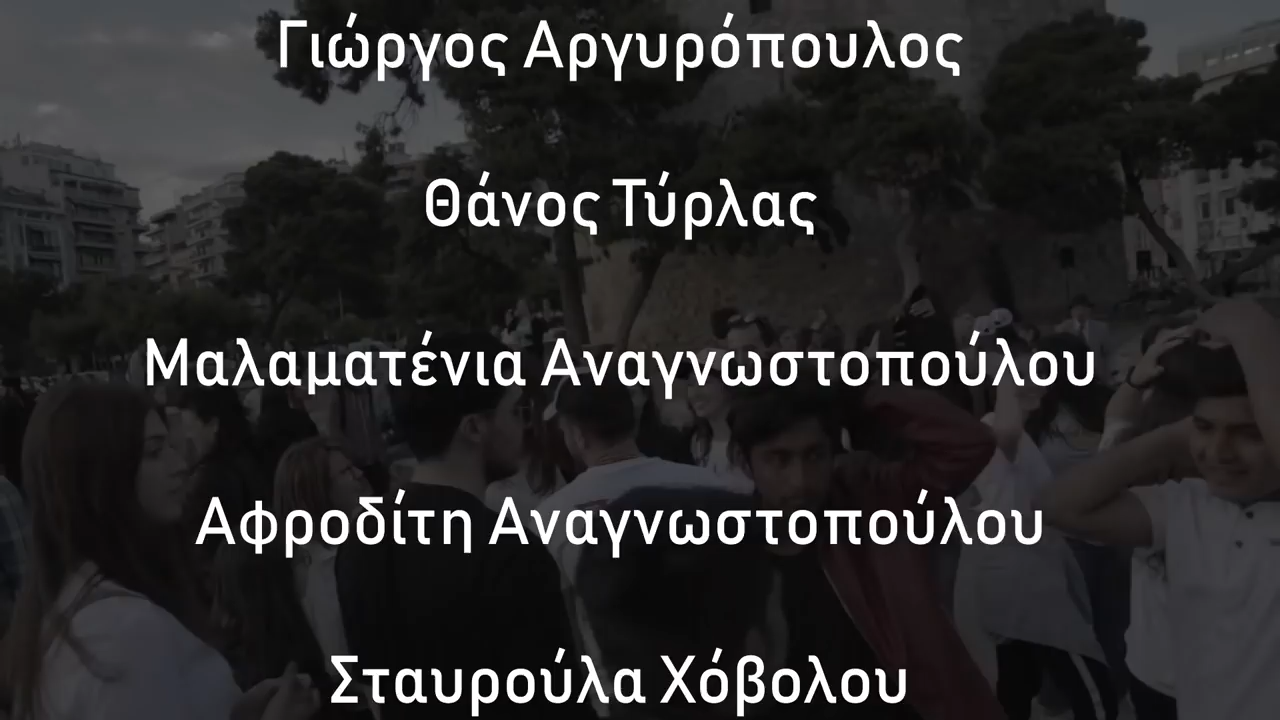 Γιώργος Αργυρόπουλος
Θάνος Τύρλας
Μαλαματένια Αναγνωστοπούλου
Αφροδίτη Αναγνωστοπούλου
Σταυρούλα Χόβολου